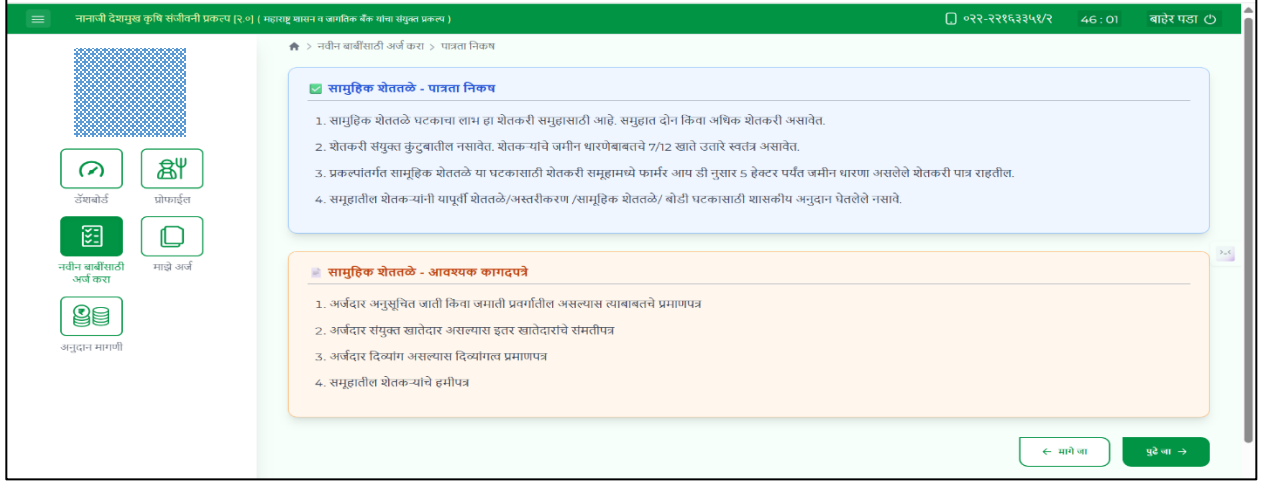 नानाजी देशमुख कृषि संजीवनी प्रकल्प [२.०] ( महाराष्ट्र शासन व जागतिक बँक यांचा संयुक्त प्रकल्प )
०२२-२२१६३३५१/२
46:01
बाहेर पडा
> नवीन बाबींसाठी अर्ज करा > पात्रता निकष
सामुहिक शेततळे - पात्रता निकष
1. सामुहिक शेततळे घटकाचा लाभ हा शेतकरी समुहासाठी आहे. समुहात दोन किंवा अधिक शेतकरी असावेत.
2. शेतकरी संयुक्त कुंटुबातील नसावेत. शेतकऱ्यांचे जमीन धारणेबाबतचे 7/12 खाते उतारे स्वतंत्र असावेत.
3. प्रकल्पांतर्गत सामूहिक शेततळे या घटकासाठी शेतकरी समूहामध्ये फार्मर आय डी नुसार 5 हेक्टर पर्यंत जमीन धारणा असलेले शेतकरी पात्र राहतील.
4. समूहातील शेतकऱ्यांनी यापूर्वी शेततळे/अस्तरीकरण /सामूहिक शेततळे/ बोडी घटकासाठी शासकीय अनुदान घेतलेले नसावे.
सामुहिक शेततळे - आवश्यक कागदपत्रे
1. अर्जदार अनुसूचित जाती किंवा जमाती प्रवर्गातील असल्यास त्याबाबतचे प्रमाणपत्र
2. अर्जदार संयुक्त खातेदार असल्यास इतर खातेदारांचे संमतीपत्र
3. अर्जदार दिव्यांग असल्यास दिव्यांगत्व प्रमाणपत्र
4. समूहातील शेतकऱ्यांचे हमीपत्र
डॅशबोर्ड
प्रोफाईल
नवीन बाबींसाठी अर्ज करा
माझे अर्ज
अनुदान मागणी
← मागे जा
पुढे जा →